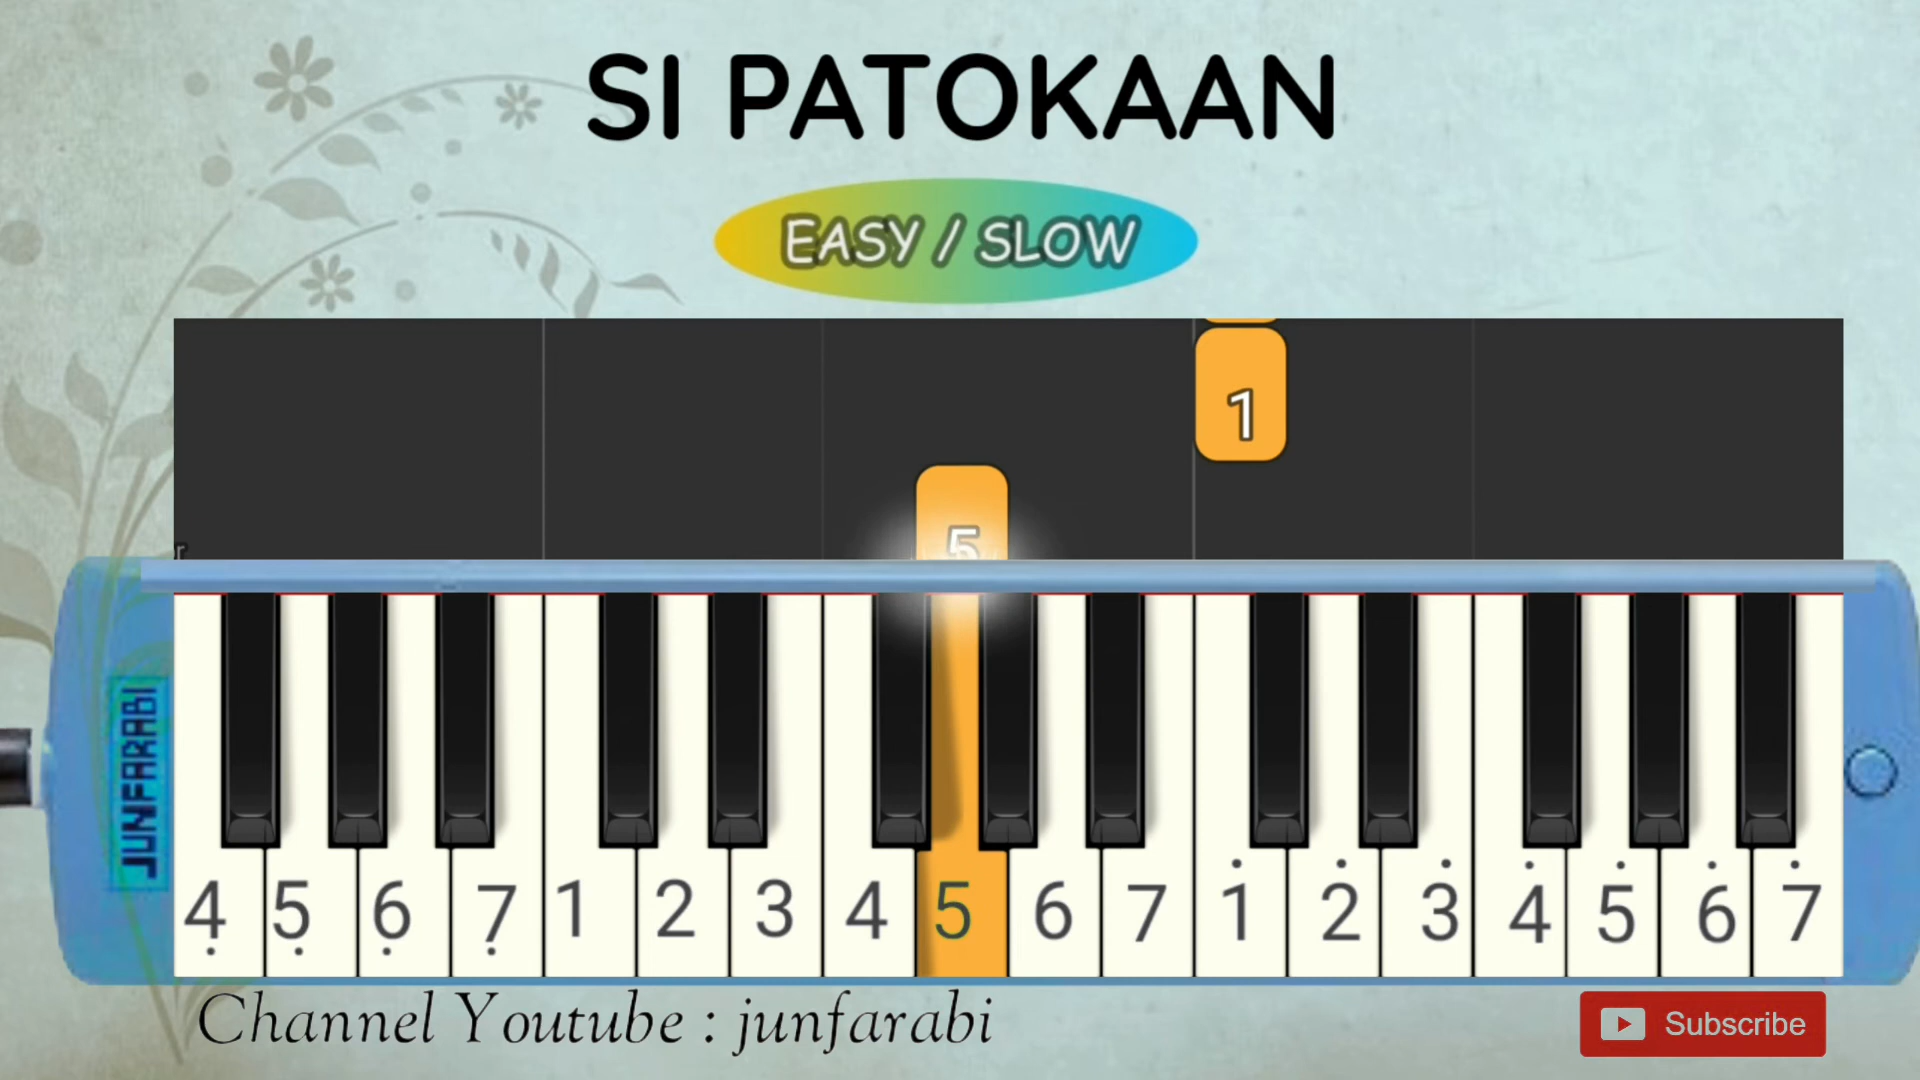 SI PATOKAAN
EASY / SLOW
1
5
JUNFARABI
4̣ 5̣ 6̣ 7̣ 1 2 3 4 5 6 7 1̇ 2̇ 3̇ 4̇ 5̇ 6̇ 7̇
Channel Youtube : junfarabi
Subscribe